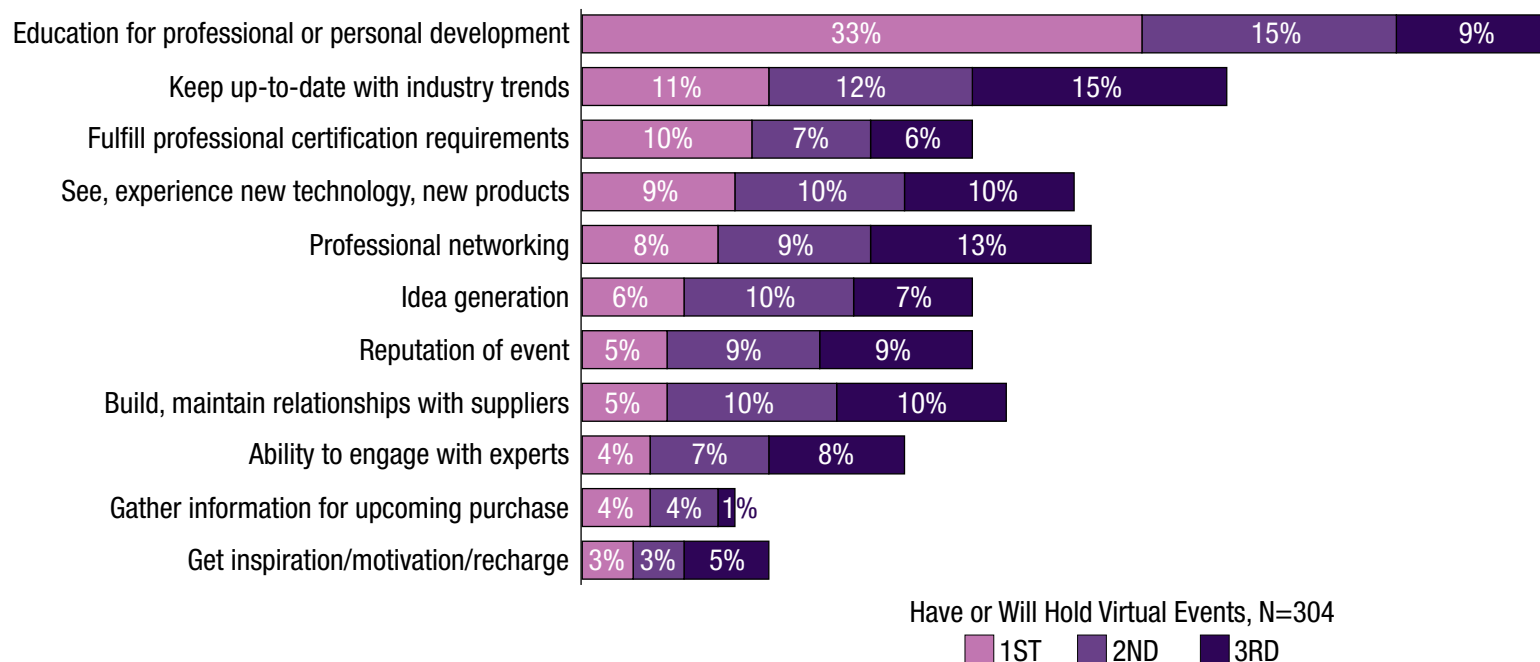 Education for professional or personal development 33% 15% 9%
Keep up-to-date with industry trends 11% 12% 15%
Fulfill professional certification requirements 10% 7% 6%
See, experience new technology, new products 9% 10% 10%
Professional networking 8% 9% 13%
Idea generation 6% 10% 7%
Reputation of event 5% 9% 9%
Build, maintain relationships with suppliers 5% 10% 10%
Ability to engage with experts 4% 7% 8%
Gather information for upcoming purchase 4% 4% 1%
Get inspiration/motivation/recharge 3% 3% 5%
Have or Will Hold Virtual Events, N=304
1ST 2ND 3RD